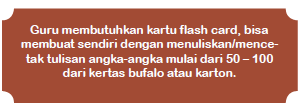 Guru membutuhkan kartu flash card, bisa
membuat sendiri dengan menuliskan/mence-
tak tulisan angka-angka mulai dari 50 – 100
dari kertas bufalo atau karton.